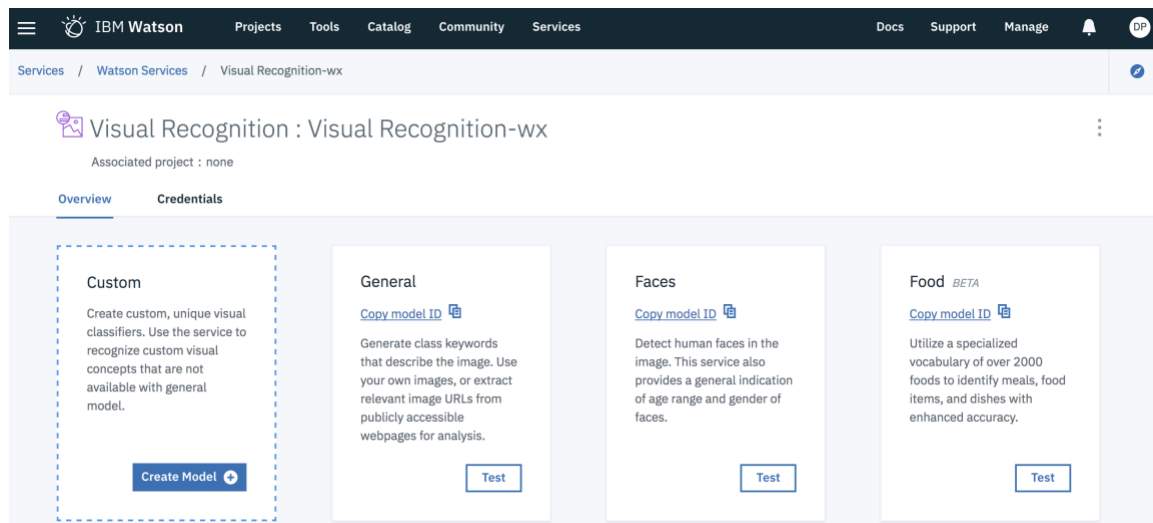 IBM Watson Projects Tools Catalog Community Services Docs Support Manage DP
Services / Watson Services / Visual Recognition-wx
Visual Recognition : Visual Recognition-wx
Associated project : none
Overview Credentials
Custom
Create custom, unique visual
classifiers. Use the service to
recognize custom visual
concepts that are not
available with general
model.
Create Model
General
Copy model ID
Generate class keywords
that describe the image. Use
your own images, or extract
relevant image URLs from
publicly accessible
webpages for analysis.
Test
Faces
Copy model ID
Detect human faces in the
image. This service also
provides a general indication
of age range and gender of
faces.
Test
Food BETA
Copy model ID
Utilize a specialized
vocabulary of over 2000
foods to identify meals, food
items, and dishes with
enhanced accuracy.
Test